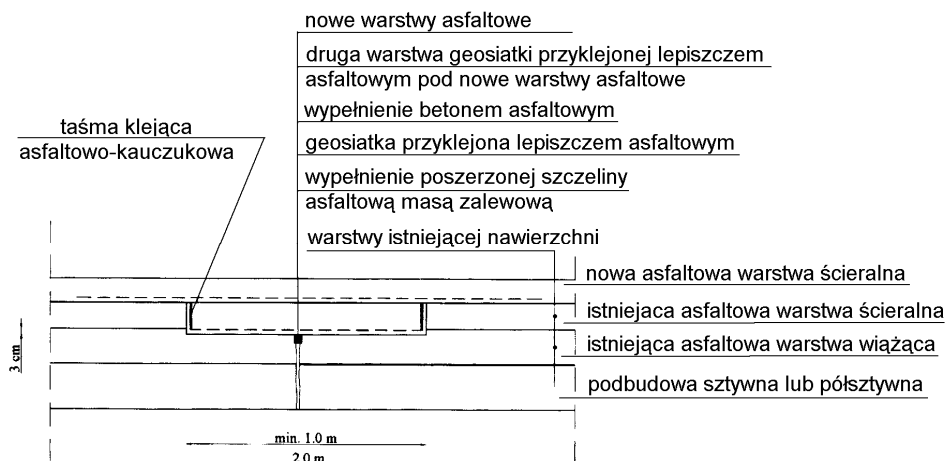 nowe warstwy asfaltowe
druga warstwa geosiatki przyklejonej lepiszczem
asfaltowym pod nowe warstwy asfaltowe
wypełnienie betonem asfaltowym
taśma klejąca
asfaltowo-kauczukowa
geosiatka przyklejona lepiszczem asfaltowym
wypełnienie poszerzonej szczeliny
asfaltową masą zalewową
warstwy istniejącej nawierzchni
nowa asfaltowa warstwa ścieralna
istniejaca asfaltowa warstwa ścieralna
istniejąca asfaltowa warstwa wiążąca
podbudowa sztywna lub półsztywna
3 cm
min. 1.0 m
2.0 m